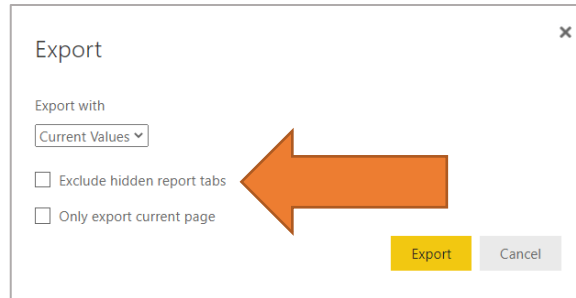 Export
Export with
Current Values
Exclude hidden report tabs
Only export current page
Export Cancel